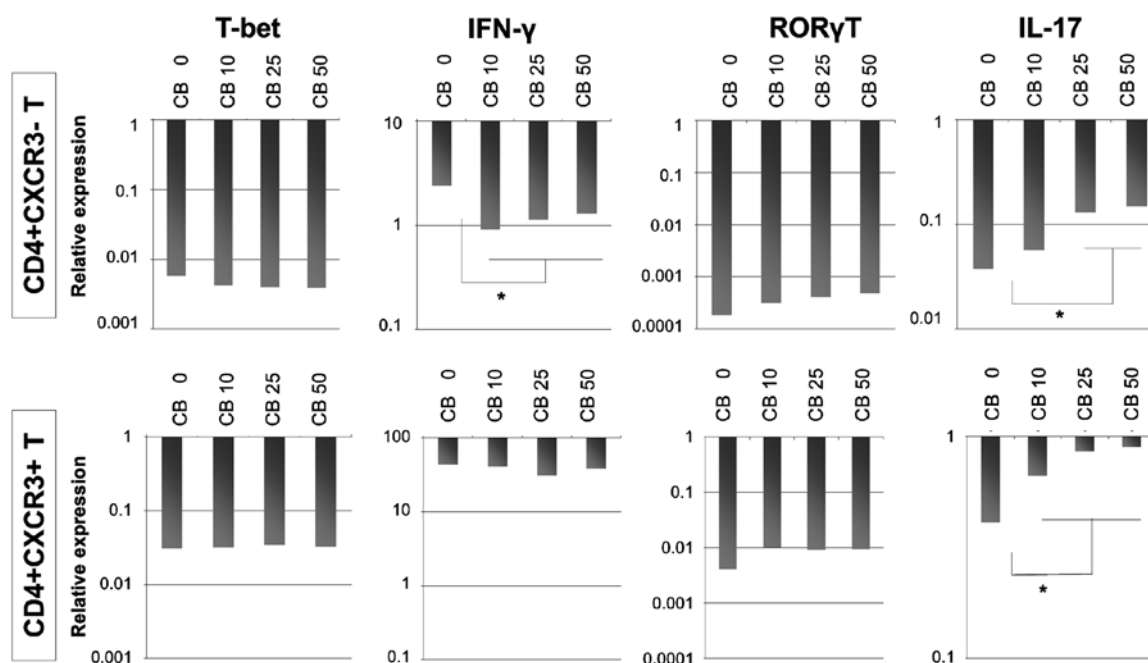 T-bet IFN-γ RORγT IL-17
CD4+CXCR3- T
Relative expression
CB 0 CB 10 CB 25 CB 50
1
0.1
0.01
0.001
CB 0 CB 10 CB 25 CB 50
10
1
0.1
*
CB 0 CB 10 CB 25 CB 50
1
0.1
0.01
0.001
0.0001
CB 0 CB 10 CB 25 CB 50
1
0.1
0.01
*
CD4+CXCR3+ T
Relative expression
CB 0 CB 10 CB 25 CB 50
1
0.1
0.01
0.001
CB 0 CB 10 CB 25 CB 50
100
10
1
0.1
CB 0 CB 10 CB 25 CB 50
1
0.1
0.01
0.001
0.0001
CB 0 CB 10 CB 25 CB 50
1
0.1
*